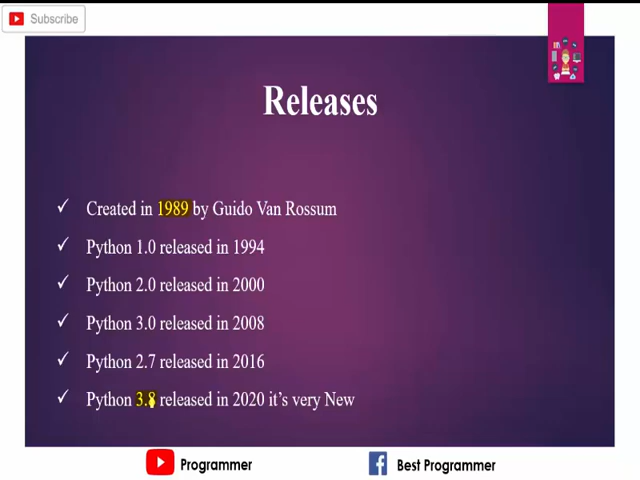 Subscribe
Releases
✓ Created in 1989 by Guido Van Rossum
✓ Python 1.0 released in 1994
✓ Python 2.0 released in 2000
✓ Python 3.0 released in 2008
✓ Python 2.7 released in 2016
✓ Python 3.8 released in 2020 it's very New
Programmer
Best Programmer